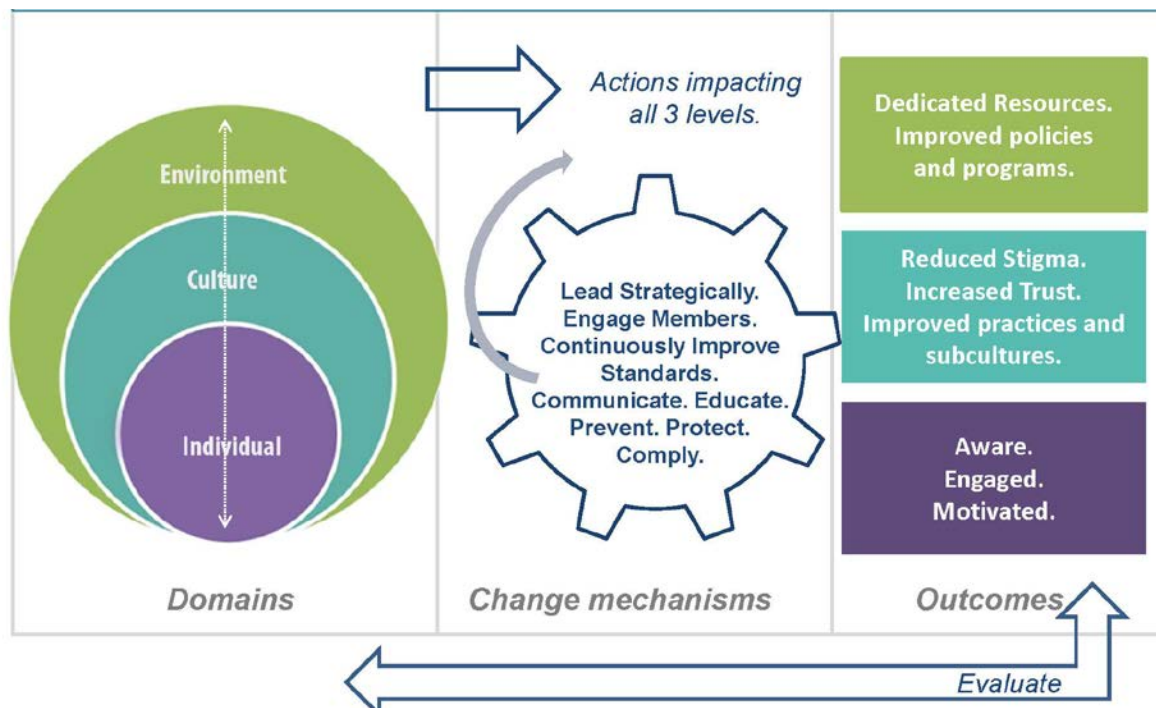 Environment
Culture
Individual
Domains
Actions impacting
all 3 levels.
Lead Strategically.
Engage Members.
Continuously Improve
Standards.
Communicate. Educate.
Prevent. Protect.
Comply.
Change mechanisms
Dedicated Resources.
Improved policies
and programs.
Reduced Stigma.
Increased Trust.
Improved practices and
subcultures.
Aware.
Engaged.
Motivated.
Outcomes
Evaluate